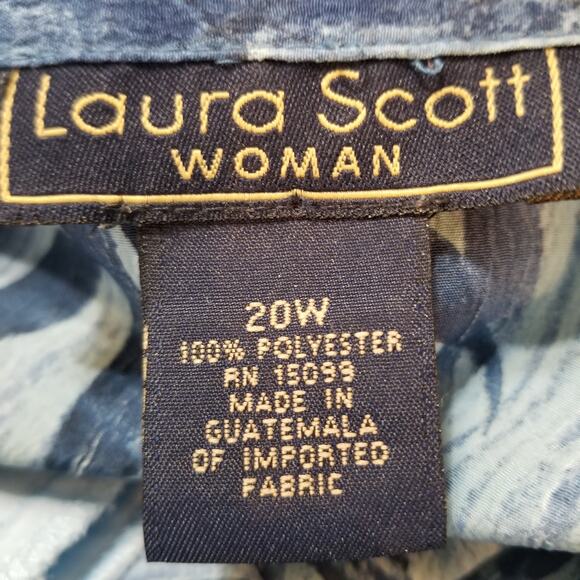 Laura Scott
WOMAN
20W
100% POLYESTER
RN 15099
MADE IN
GUATEMALA
OF IMPORTED
FABRIC